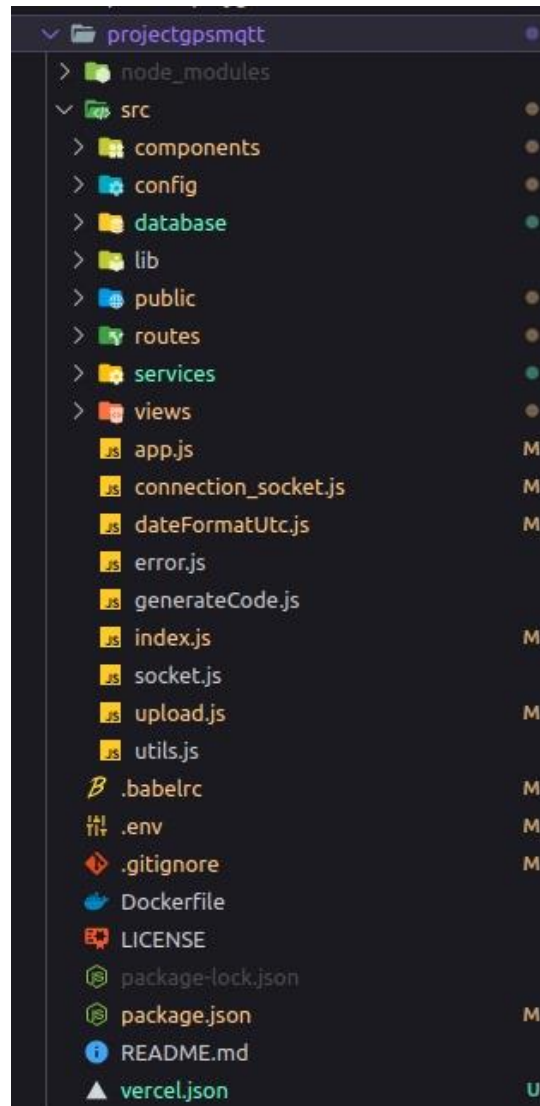 projectgpsmqtt
node_modules
src
components
config
database
lib
public
routes
services
views
app.js M
connection_socket.js M
dateFormatUtc.js M
error.js
generateCode.js
index.js M
socket.js
upload.js M
utils.js
.babelrc M
.env M
.gitignore M
Dockerfile
LICENSE
package-lock.json
package.json M
README.md
vercel.json U